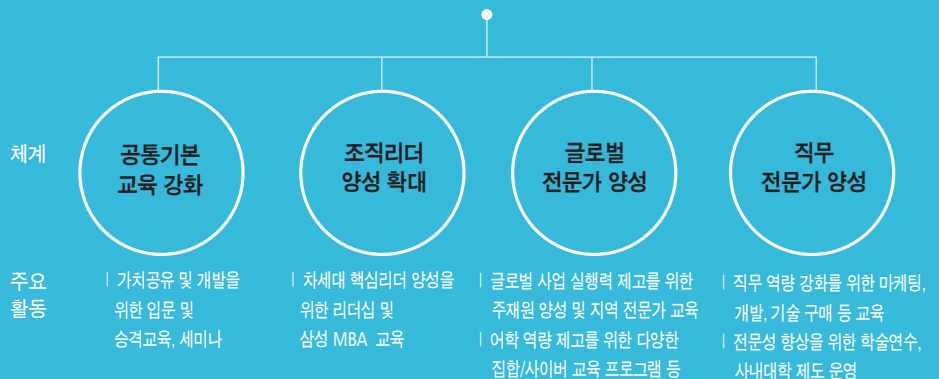 체계
공통기본
교육 강화
조직리더
양성 확대
글로벌
전문가 양성
직무
전문가 양성
주요
활동
| 가치공유 및 개발을
위한 입문 및
승격교육, 세미나
| 차세대 핵심리더 양성을
위한 리더십 및
삼성 MBA 교육
| 글로벌 사업 실행력 제고를 위한
주재원 양성 및 지역 전문가 교육
| 어학 역량 제고를 위한 다양한
집합/사이버 교육 프로그램 등
| 직무 역량 강화를 위한 마케팅,
개발, 기술 구매 등 교육
| 전문성 향상을 위한 학술연수,
사내대학 제도 운영